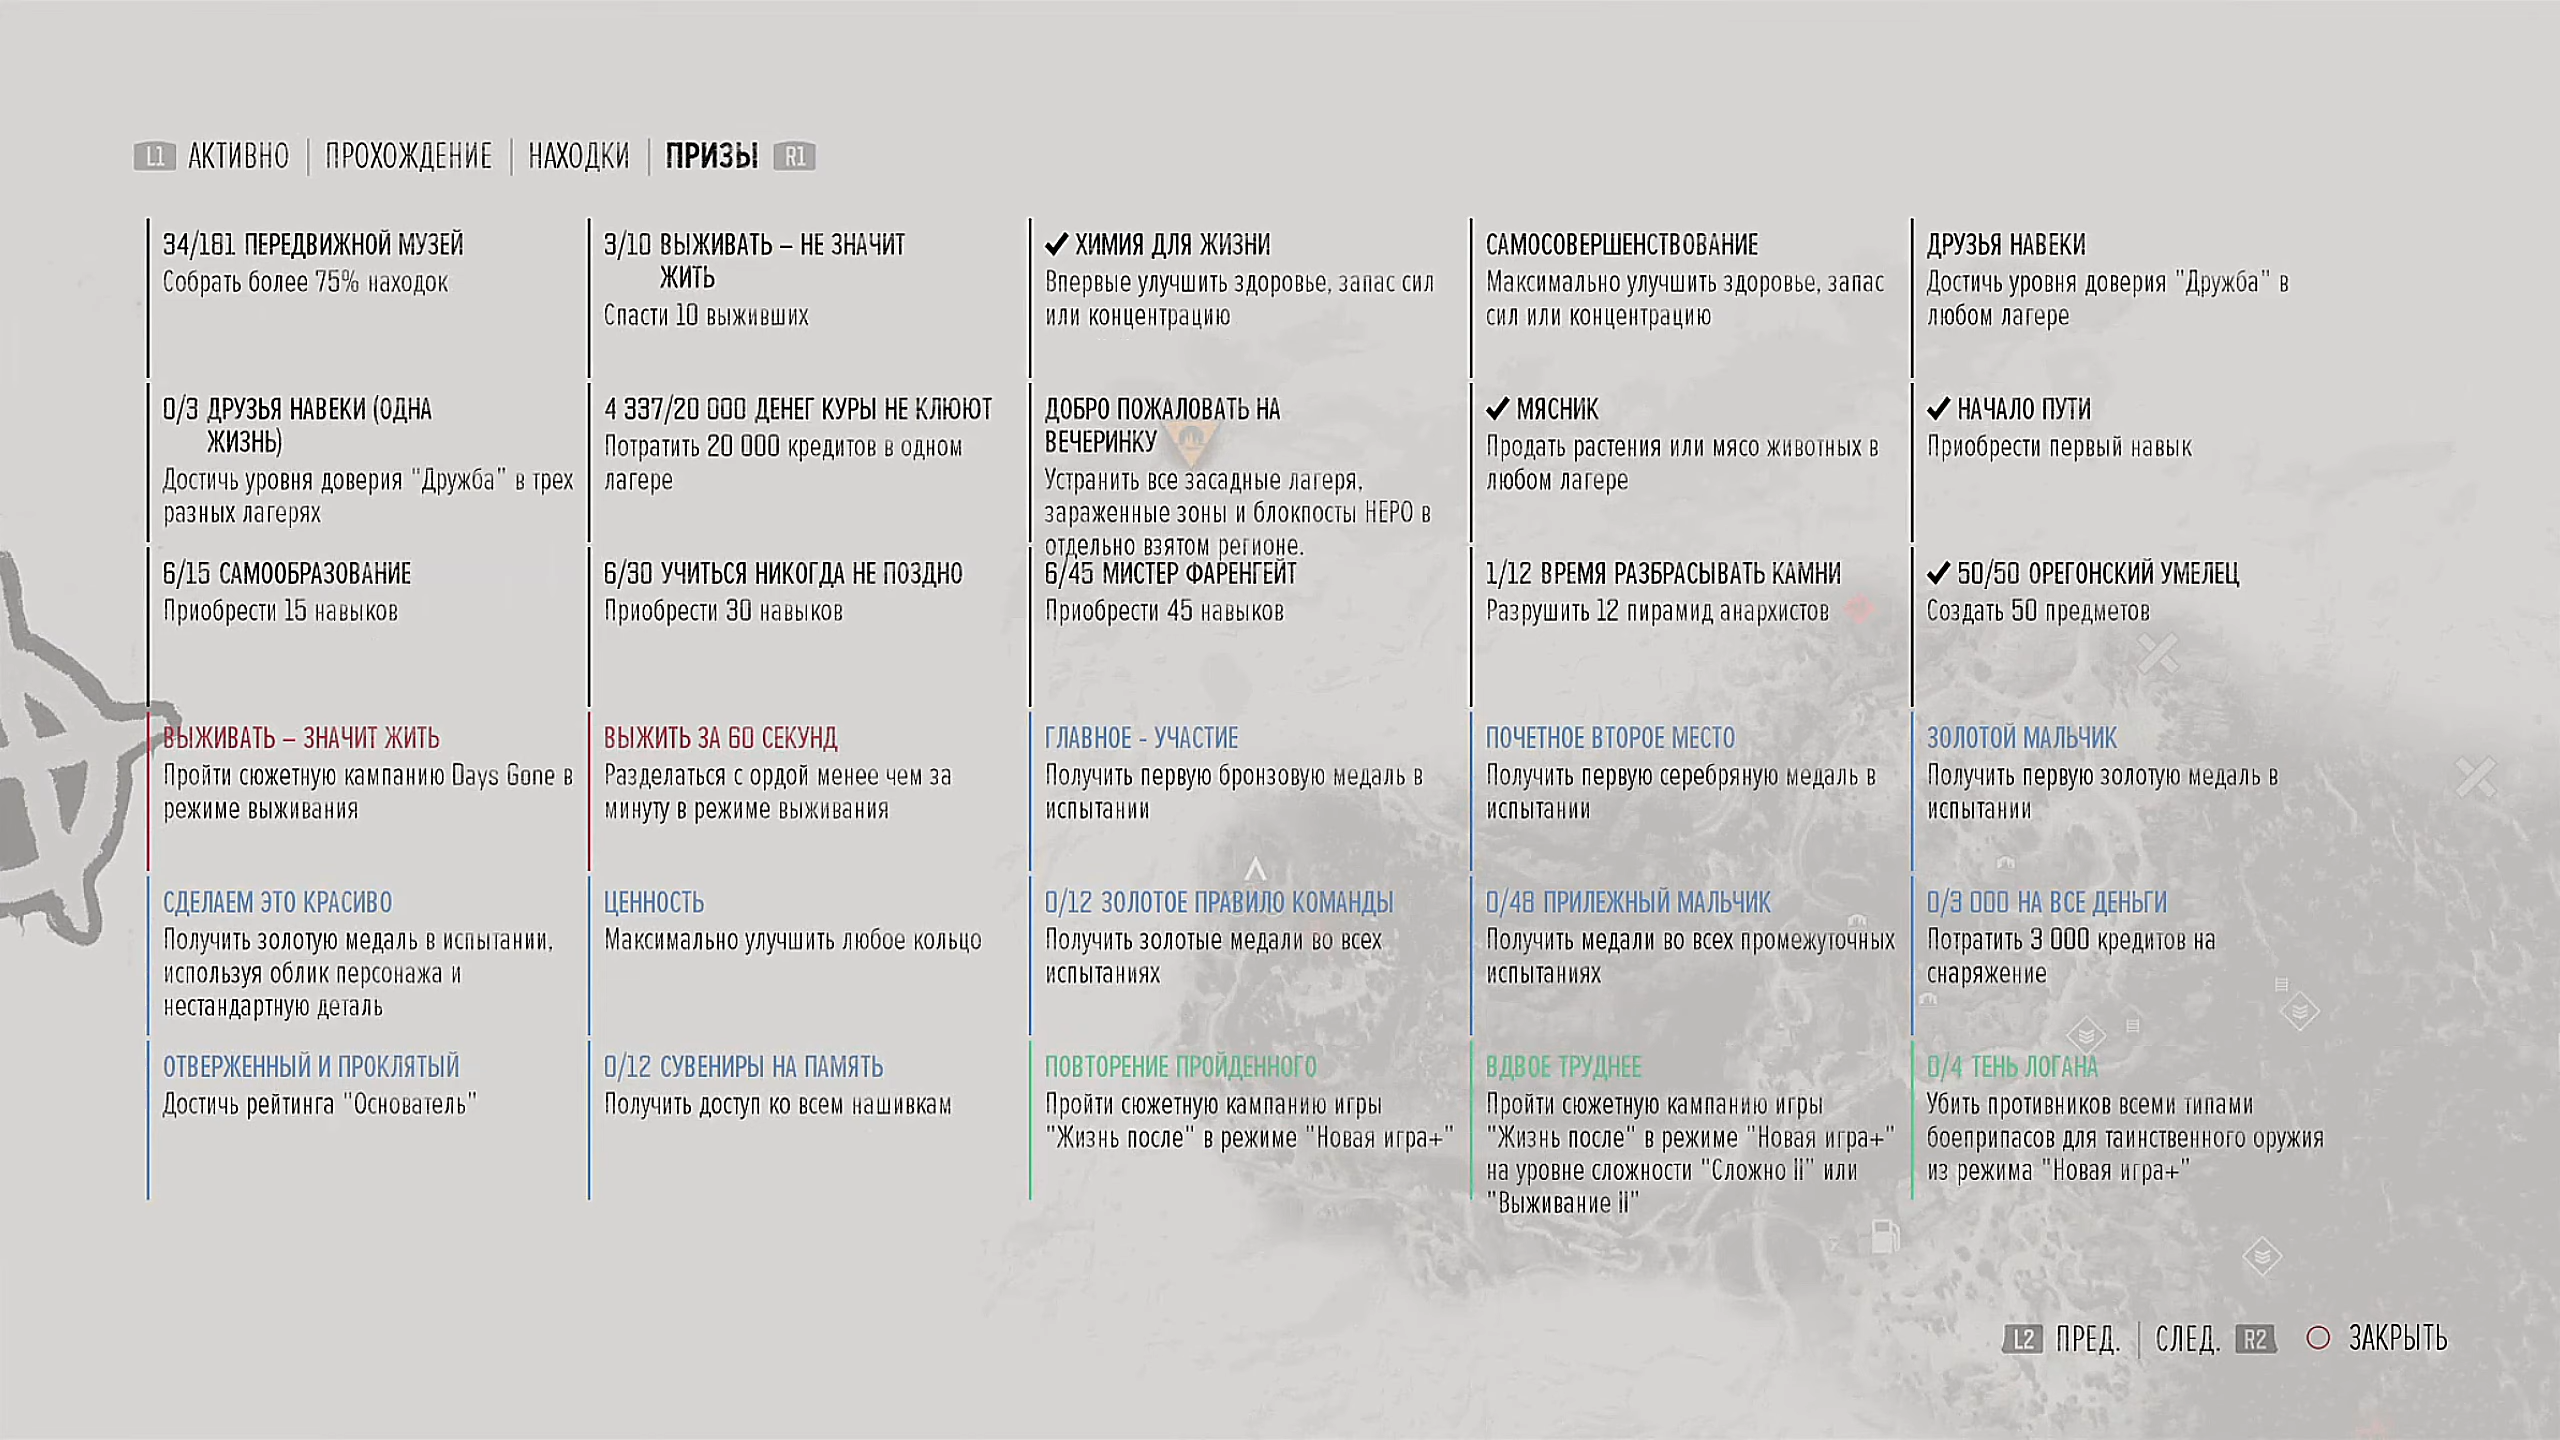 L1 АКТИВНО | ПРОХОЖДЕНИЕ | НАХОДКИ | ПРИЗЫ R1
34/181 ПЕРЕДВИЖНОЙ МУЗЕЙ
Собрать более 75% находок
3/10 ВЫЖИВАТЬ – НЕ ЗНАЧИТ
ЖИТЬ
Спасти 10 выживших
✔ ХИМИЯ ДЛЯ ЖИЗНИ
Впервые улучшить здоровье, запас сил
или концентрацию
САМОСОВЕРШЕНСТВОВАНИЕ
Максимально улучшить здоровье, запас
сил или концентрацию
ДРУЗЬЯ НАВЕКИ
Достичь уровня доверия "Дружба" в
любом лагере
0/3 ДРУЗЬЯ НАВЕКИ (ОДНА
ЖИЗНЬ)
Достичь уровня доверия "Дружба" в трех
разных лагерях
4 337/20 000 ДЕНЕГ КУРЫ НЕ КЛЮЮТ
Потратить 20 000 кредитов в одном
лагере
ДОБРО ПОЖАЛОВАТЬ НА
ВЕЧЕРИНКУ
Устранить все засадные лагеря,
зараженные зоны и блокпосты НЕРО в
отдельно взятом регионе.
✔ МЯСНИК
Продать растения или мясо животных в
любом лагере
✔ НАЧАЛО ПУТИ
Приобрести первый навык
6/15 САМООБРАЗОВАНИЕ
Приобрести 15 навыков
6/30 УЧИТЬСЯ НИКОГДА НЕ ПОЗДНО
Приобрести 30 навыков
6/45 МИСТЕР ФАРЕНГЕЙТ
Приобрести 45 навыков
1/12 ВРЕМЯ РАЗБРАСЫВАТЬ КАМНИ
Разрушить 12 пирамид анархистов
✔ 50/50 ОРЕГОНСКИЙ УМЕЛЕЦ
Создать 50 предметов
ВЫЖИВАТЬ – ЗНАЧИТ ЖИТЬ
Пройти сюжетную кампанию Days Gone в
режиме выживания
ВЫЖИТЬ ЗА 60 СЕКУНД
Разделаться с ордой менее чем за
минуту в режиме выживания
ГЛАВНОЕ - УЧАСТИЕ
Получить первую бронзовую медаль в
испытании
ПОЧЕТНОЕ ВТОРОЕ МЕСТО
Получить первую серебряную медаль в
испытании
ЗОЛОТОЙ МАЛЬЧИК
Получить первую золотую медаль в
испытании
СДЕЛАЕМ ЭТО КРАСИВО
Получить золотую медаль в испытании,
используя облик персонажа и
нестандартную деталь
ЦЕННОСТЬ
Максимально улучшить любое кольцо
0/12 ЗОЛОТОЕ ПРАВИЛО КОМАНДЫ
Получить золотые медали во всех
испытаниях
0/48 ПРИЛЕЖНЫЙ МАЛЬЧИК
Получить медали во всех промежуточных
испытаниях
0/3 000 НА ВСЕ ДЕНЬГИ
Потратить 3 000 кредитов на
снаряжение
ОТВЕРЖЕННЫЙ И ПРОКЛЯТЫЙ
Достичь рейтинга "Основатель"
0/12 СУВЕНИРЫ НА ПАМЯТЬ
Получить доступ ко всем нашивкам
ПОВТОРЕНИЕ ПРОЙДЕННОГО
Пройти сюжетную кампанию игры
"Жизнь после" в режиме "Новая игра+"
ВДВОЕ ТРУДНЕЕ
Пройти сюжетную кампанию игры
"Жизнь после" в режиме "Новая игра+"
на уровне сложности "Сложно II" или
"Выживание II"
0/4 ТЕНЬ ЛОГАНА
Убить противников всеми типами
боеприпасов для таинственного оружия
из режима "Новая игра+"
L2 ПРЕД. | СЛЕД. R2 ЗАКРЫТЬ